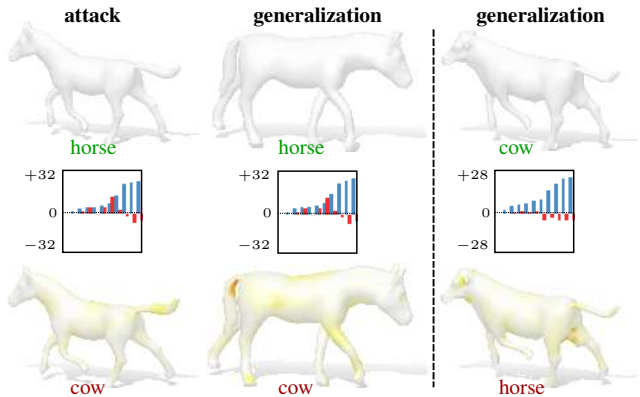 attack generalization generalization
horse horse cow
+32 +32 +28
0 0 0
−32 −32 −28
cow cow horse